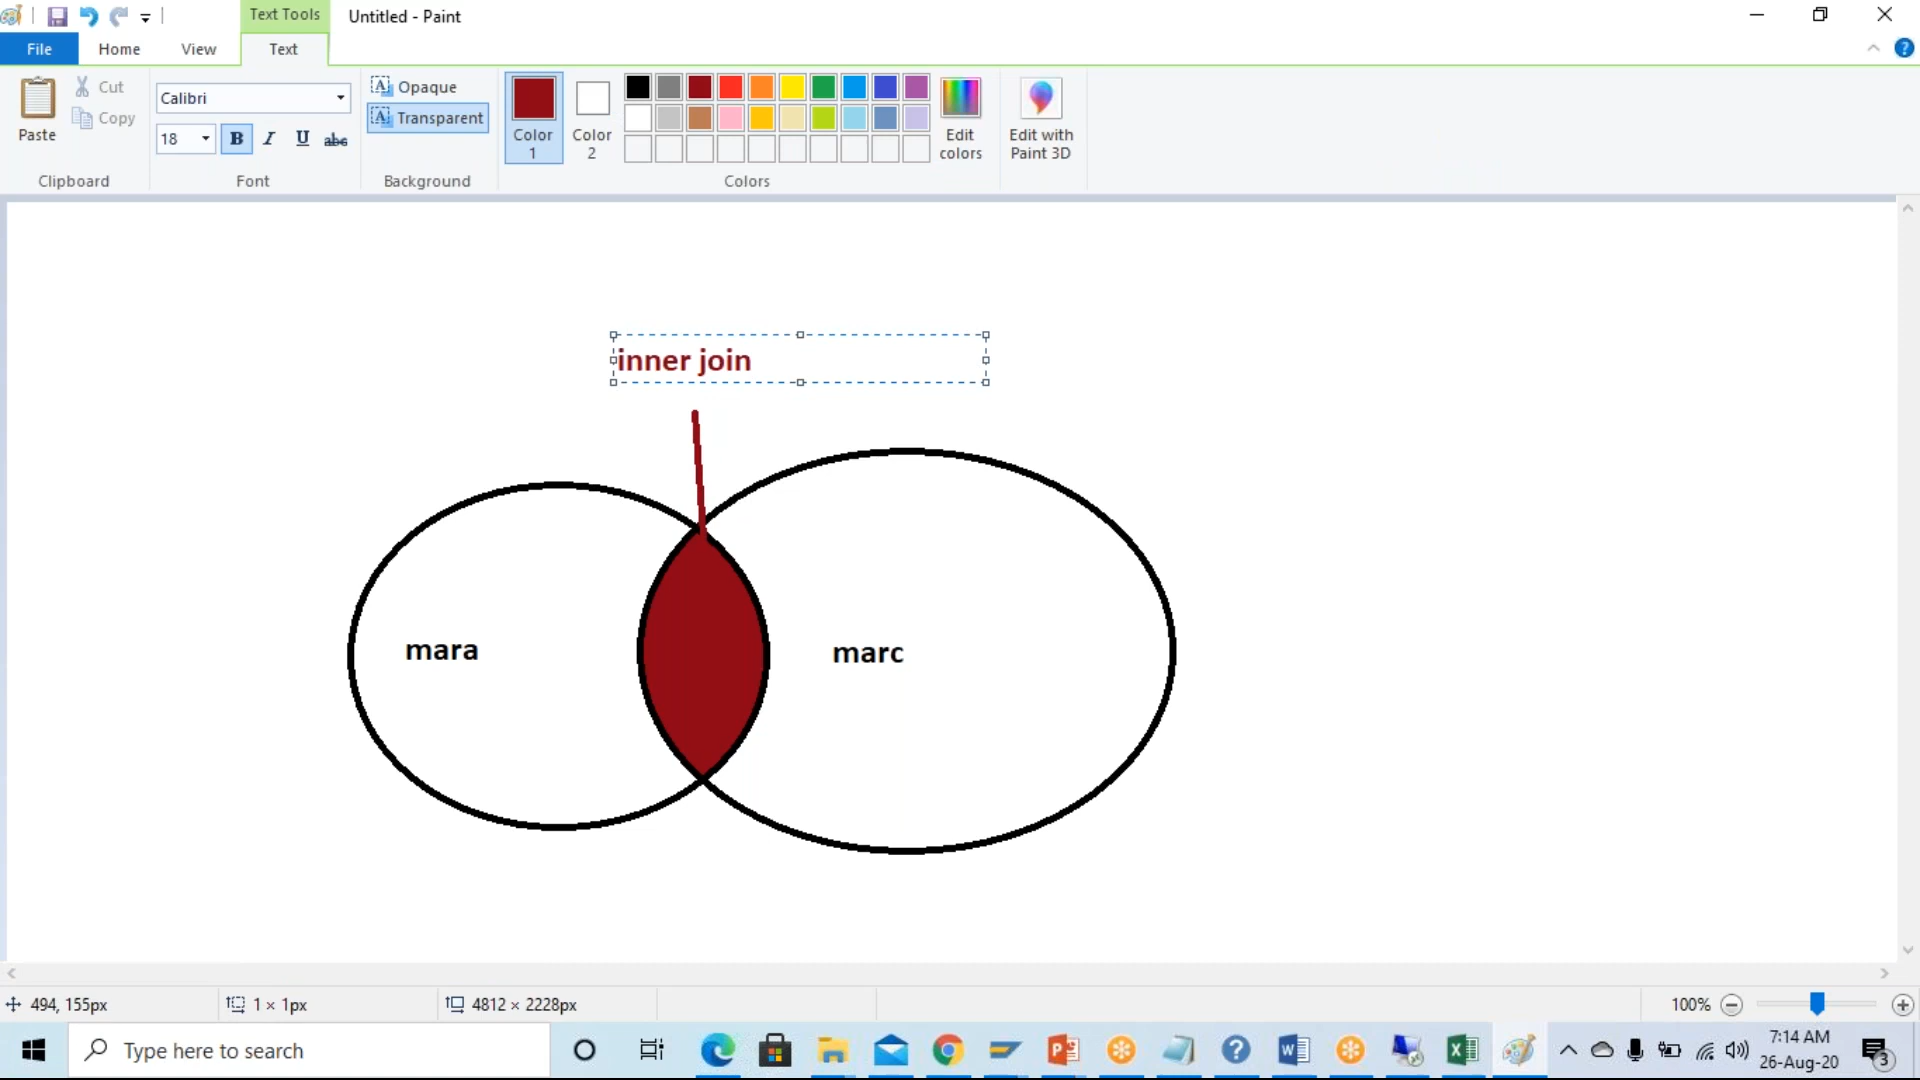 Text Tools
Untitled - Paint
File
Home
View
Text
Paste
Cut
Copy
Clipboard
Calibri
18
B
I
U
abc
Font
A Opaque
A Transparent
Background
Color 1
Color 2
Colors
Edit colors
Edit with Paint 3D
inner join
mara
marc
494, 155px
1 × 1px
4812 × 2228px
100%
Type here to search
7:14 AM
26-Aug-20
3